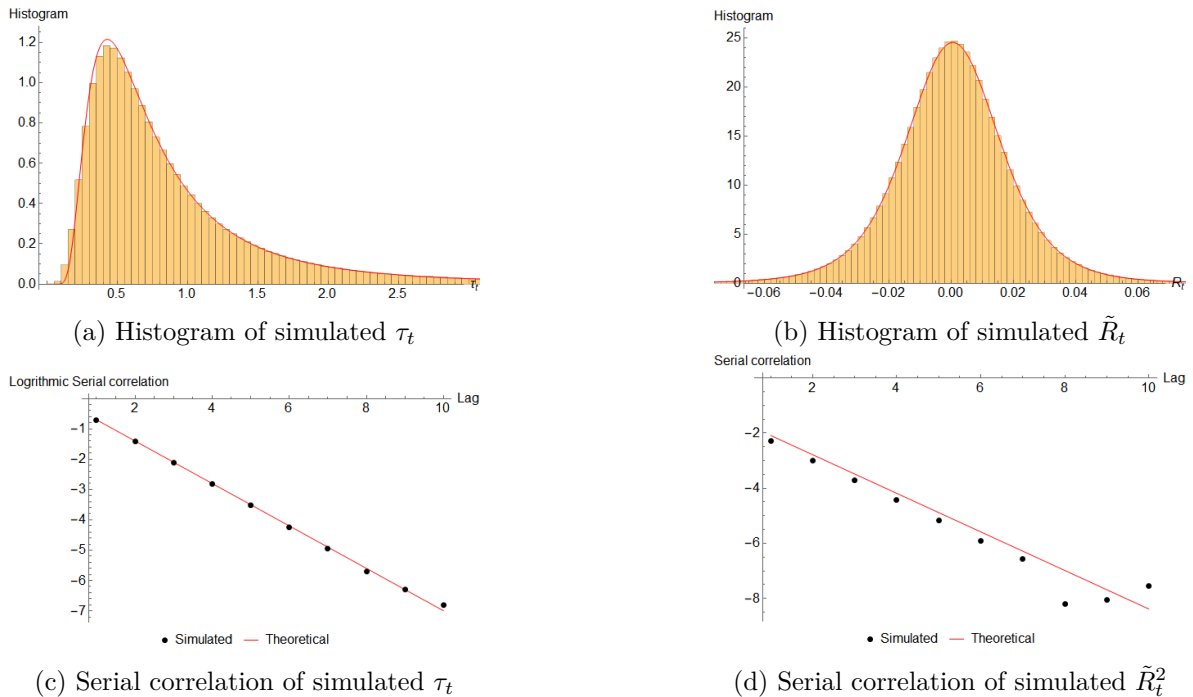 Histogram
1.2
1.0
0.8
0.6
0.4
0.2
0.0
0.5 1.0 1.5 2.0 2.5 τt
(a) Histogram of simulated τt
Histogram
25
20
15
10
5
0
−0.06 −0.04 −0.02 0.00 0.02 0.04 0.06 Rt
(b) Histogram of simulated R̃t
Logrithmic Serial correlation
2 4 6 8 10 Lag
−1
−2
−3
−4
−5
−6
−7
Simulated Theoretical
(c) Serial correlation of simulated τt
Serial correlation
2 4 6 8 10 Lag
−2
−4
−6
−8
Simulated Theoretical
(d) Serial correlation of simulated R̃t²